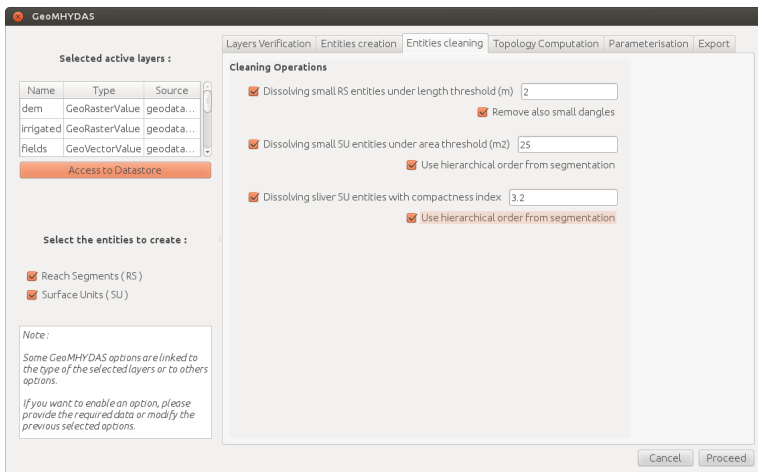 GeoMHYDAS
Selected active layers :
Name Type Source
dem GeoRasterValue geodata...
irrigated GeoRasterValue geodata...
fields GeoVectorValue geodata...
Access to Datastore
Select the entities to create :
Reach Segments ( RS )
Surface Units ( SU )
Note :
Some GeoMHYDAS options are linked to
the type of the selected layers or to others
options.
If you want to enable an option, please
provide the required data or modify the
previous selected options.
Layers Verification Entities creation Entities cleaning Topology Computation Parameterisation Export
Cleaning Operations
Dissolving small RS entities under length threshold (m) 2
Remove also small dangles
Dissolving small SU entities under area threshold (m2) 25
Use hierarchical order from segmentation
Dissolving sliver SU entities with compactness index 3.2
Use hierarchical order from segmentation
Cancel Proceed